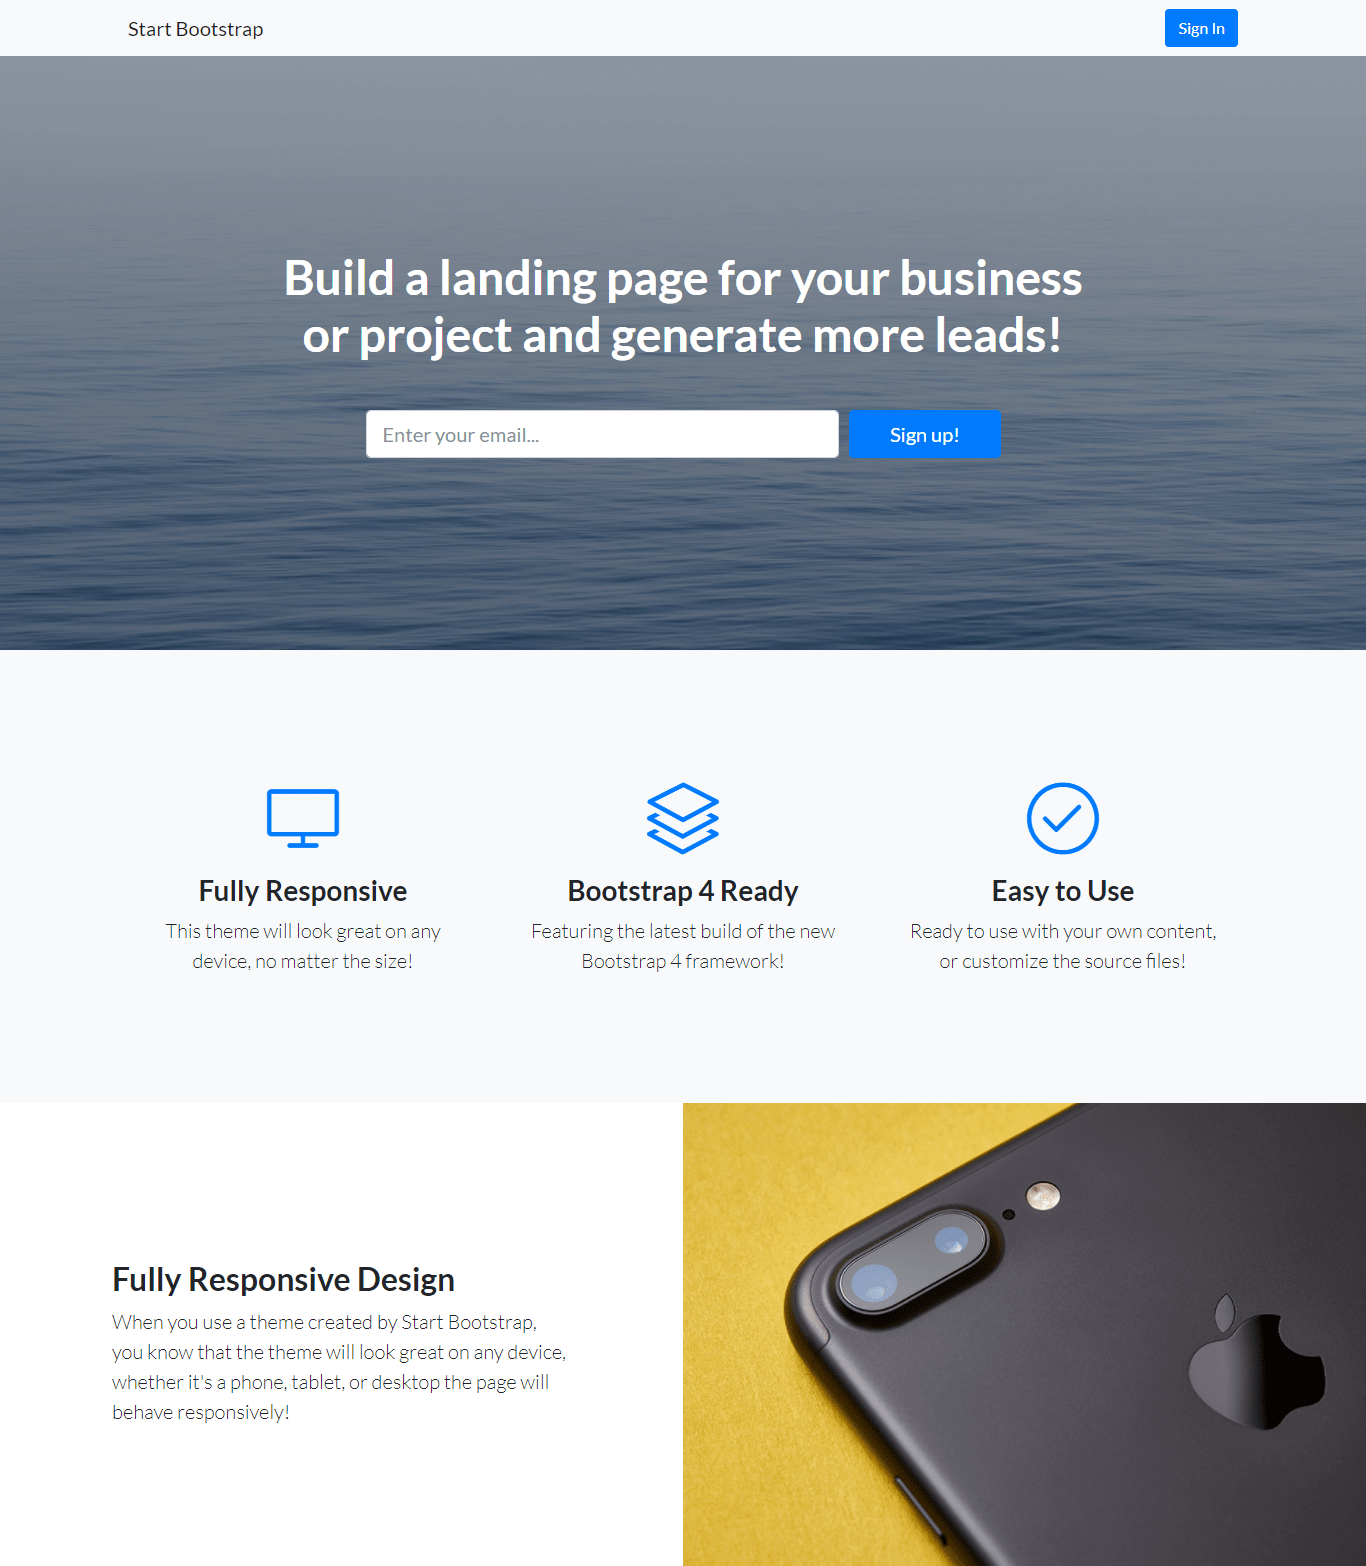 Start Bootstrap
Sign In
Build a landing page for your business
or project and generate more leads!
Enter your email...
Sign up!
Fully Responsive
This theme will look great on any
device, no matter the size!
Bootstrap 4 Ready
Featuring the latest build of the new
Bootstrap 4 framework!
Easy to Use
Ready to use with your own content,
or customize the source files!
Fully Responsive Design
When you use a theme created by Start Bootstrap,
you know that the theme will look great on any device,
whether it's a phone, tablet, or desktop the page will
behave responsively!